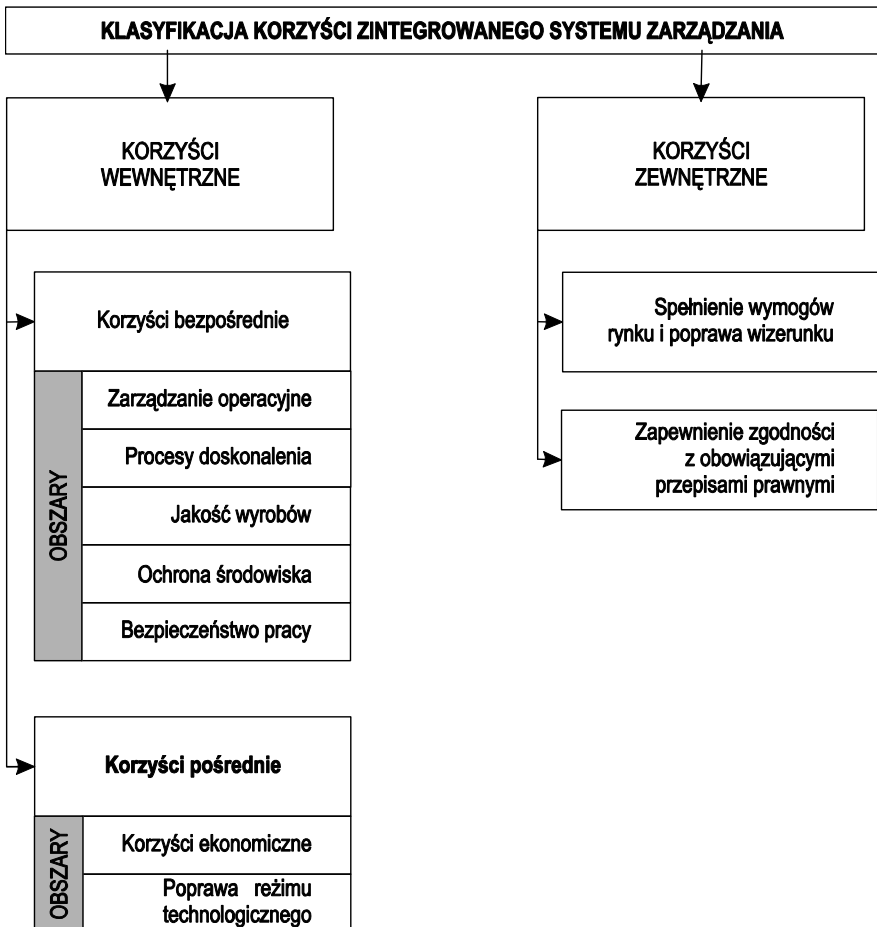 KLASYFIKACJA KORZYŚCI ZINTEGROWANEGO SYSTEMU ZARZĄDZANIA
KORZYŚCI
WEWNĘTRZNE
Korzyści bezpośrednie
OBSZARY
Zarządzanie operacyjne
Procesy doskonalenia
Jakość wyrobów
Ochrona środowiska
Bezpieczeństwo pracy
Korzyści pośrednie
OBSZARY
Korzyści ekonomiczne
Poprawa reżimu
technologicznego
KORZYŚCI
ZEWNĘTRZNE
Spełnienie wymogów
rynku i poprawa wizerunku
Zapewnienie zgodności
z obowiązującymi
przepisami prawnymi